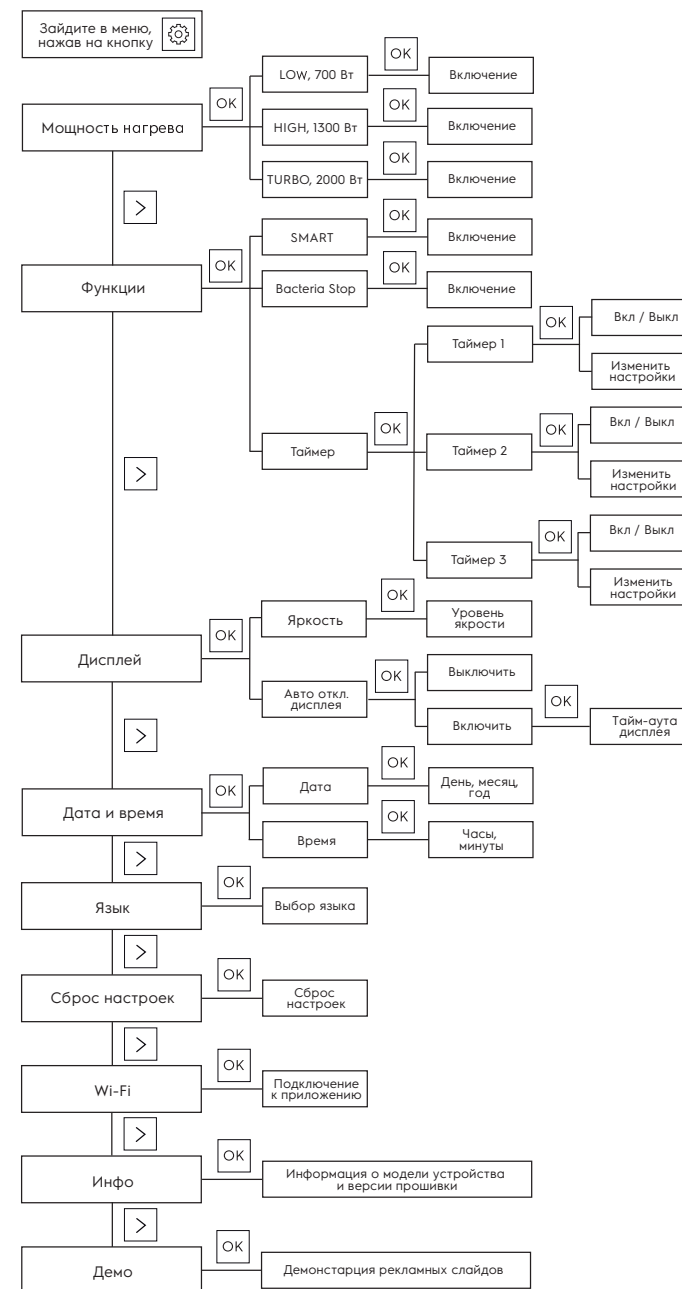 Зайдите в меню,
нажав на кнопку
OK
LOW, 700 Вт
Включение
OK
Мощность нагрева
OK
HIGH, 1300 Вт
Включение
OK
TURBO, 2000 Вт
Включение
>
OK
SMART
Включение
OK
Функции
OK
Bacteria Stop
Включение
Таймер 1
OK
Вкл / Выкл
Изменить
настройки
>
Таймер
OK
Таймер 2
OK
Вкл / Выкл
Изменить
настройки
Таймер 3
OK
Вкл / Выкл
Изменить
настройки
Дисплей
OK
Яркость
OK
Уровень
якрости
Авто откл.
дисплея
OK
Выключить
Включить
OK
Тайм-аута
дисплея
>
Дата и время
OK
Дата
OK
День, месяц,
год
Время
OK
Часы,
минуты
>
Язык
OK
Выбор языка
>
Сброс настроек
OK
Сброс
настроек
>
Wi-Fi
OK
Подключение
к приложению
>
Инфо
OK
Информация о модели устройства
и версии прошивки
>
Демо
OK
Демонстарция рекламных слайдов